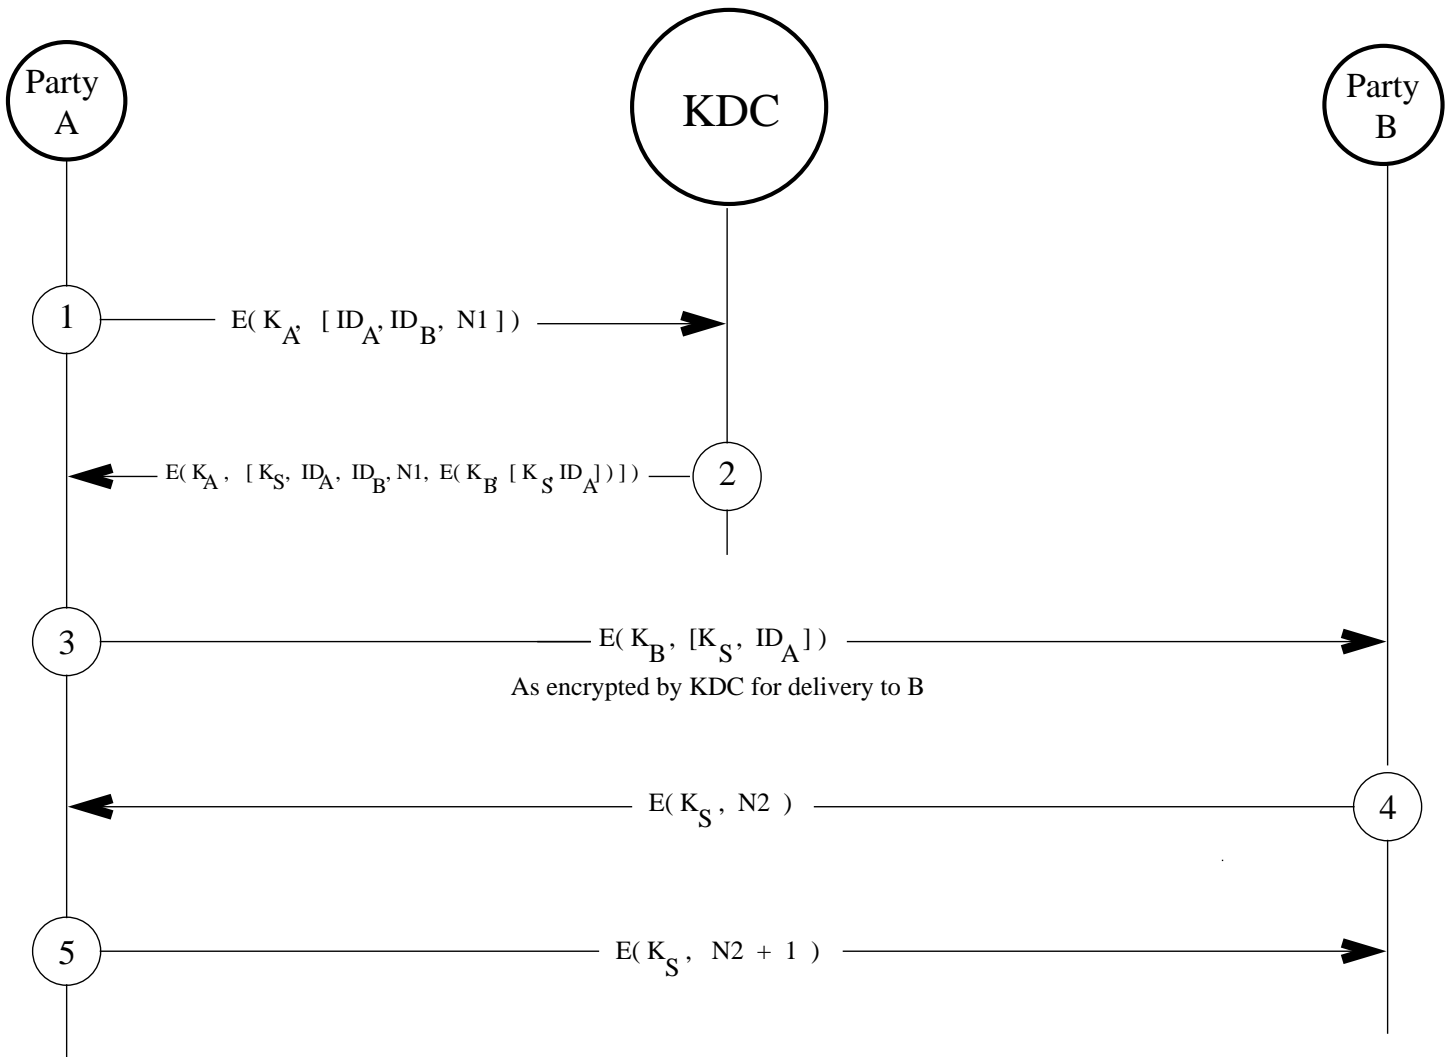 Party
A
KDC
Party
B
1
E( K_A, [ ID_A, ID_B, N1 ] )
E( K_A , [ K_S, ID_A, ID_B, N1, E( K_B, [ K_S, ID_A ] ) ] )
2
3
E( K_B, [K_S, ID_A ] )
As encrypted by KDC for delivery to B
E( K_S , N2 )
4
5
E( K_S , N2 + 1 )